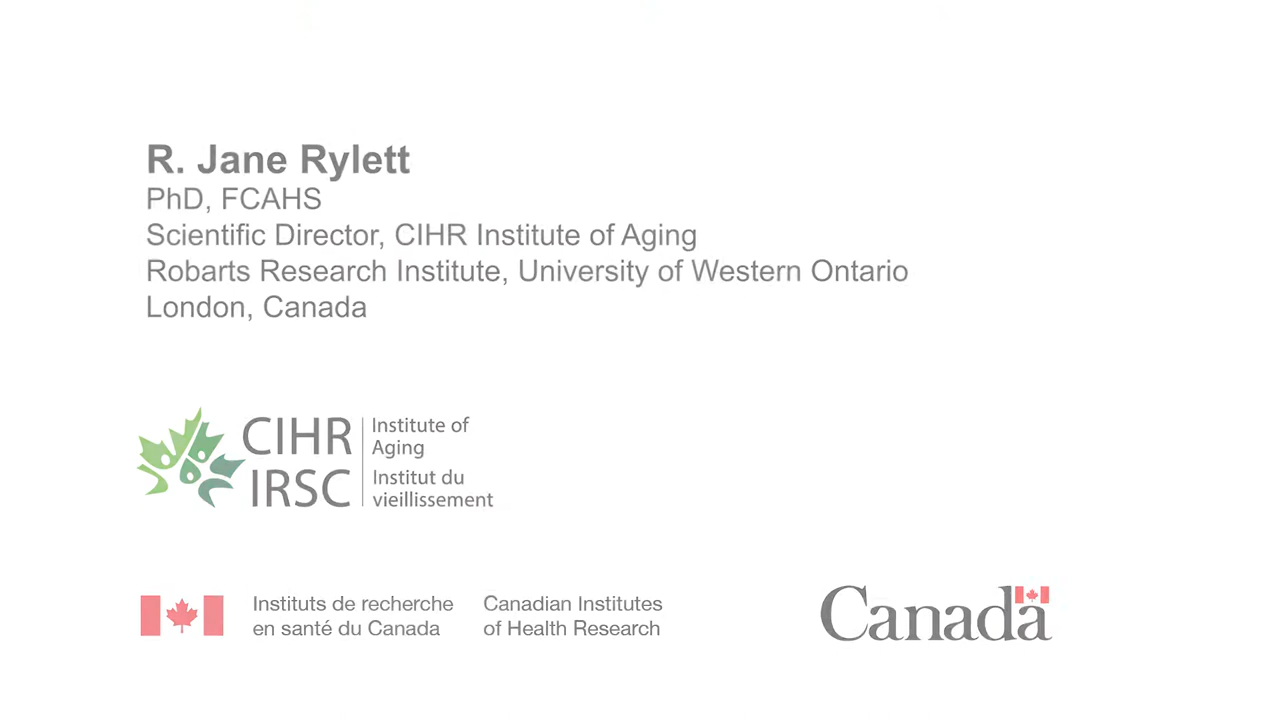 R. Jane Rylett
PhD, FCAHS
Scientific Director, CIHR Institute of Aging
Robarts Research Institute, University of Western Ontario
London, Canada
CIHR
IRSC
Institute of
Aging
Institut du
vieillissement
Instituts de recherche
en santé du Canada
Canadian Institutes
of Health Research
Canada